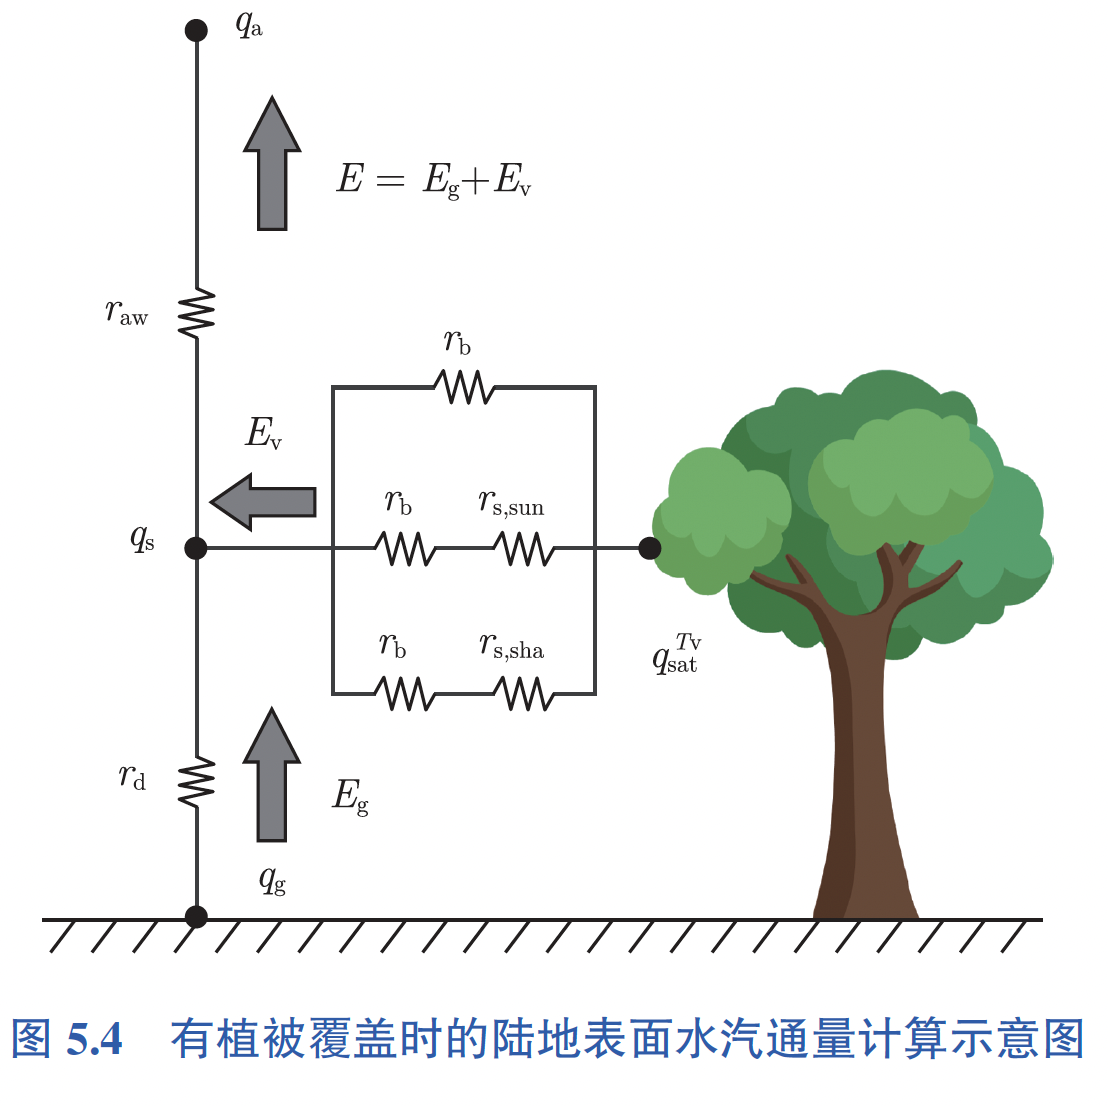 qa
E = Eg+Ev
raw
rb
Ev
rb rs,sun
qs
rb rs,sha
qsat^Tv
rd
Eg
qg
图 5.4 有植被覆盖时的陆地表面水汽通量计算示意图